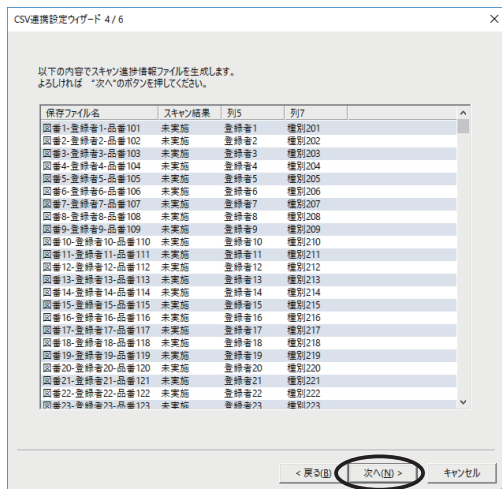 CSV連携設定ウィザード 4 / 6
以下の内容でスキャン進捗情報ファイルを生成します。
よろしければ "次へ"のボタンを押してください。
保存ファイル名 スキャン結果 列5 列7
図番1-登録者1-品番101 未実施 登録者1 種別201
図番2-登録者2-品番102 未実施 登録者2 種別202
図番3-登録者3-品番103 未実施 登録者3 種別203
図番4-登録者4-品番104 未実施 登録者4 種別204
図番5-登録者5-品番105 未実施 登録者5 種別205
図番6-登録者6-品番106 未実施 登録者6 種別206
図番7-登録者7-品番107 未実施 登録者7 種別207
図番8-登録者8-品番108 未実施 登録者8 種別208
図番9-登録者9-品番109 未実施 登録者9 種別209
図番10-登録者10-品番110 未実施 登録者10 種別210
図番11-登録者11-品番111 未実施 登録者11 種別211
図番12-登録者12-品番112 未実施 登録者12 種別212
図番13-登録者13-品番113 未実施 登録者13 種別213
図番14-登録者14-品番114 未実施 登録者14 種別214
図番15-登録者15-品番115 未実施 登録者15 種別215
図番16-登録者16-品番116 未実施 登録者16 種別216
図番17-登録者17-品番117 未実施 登録者17 種別217
図番18-登録者18-品番118 未実施 登録者18 種別218
図番19-登録者19-品番119 未実施 登録者19 種別219
図番20-登録者20-品番120 未実施 登録者20 種別220
図番21-登録者21-品番121 未実施 登録者21 種別221
図番22-登録者22-品番122 未実施 登録者22 種別222
図番23-登録者23-品番123 未実施 登録者23 種別223
< 戻る(B) 次へ(N) > キャンセル